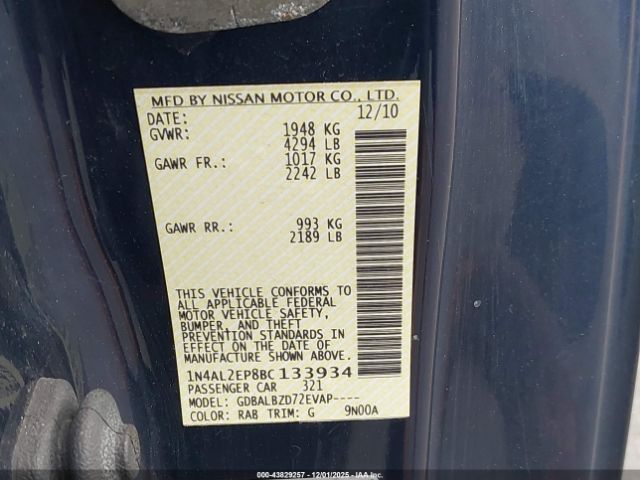 MFD BY NISSAN MOTOR CO., LTD.
DATE: 12/10
GVWR: 1948 KG
4294 LB
GAWR FR.: 1017 KG
2242 LB
GAWR RR.: 993 KG
2189 LB
THIS VEHICLE CONFORMS TO
ALL APPLICABLE FEDERAL
MOTOR VEHICLE SAFETY,
BUMPER, AND THEFT
PREVENTION STANDARDS IN
EFFECT ON THE DATE OF
MANUFACTURE SHOWN ABOVE.
1N4AL2EP8BC 133934
PASSENGER CAR 321
MODEL: GDBALBZD72EVAP----
COLOR: RAB TRIM: G 9N00A
000-43829257 | 12/01/2025 | Copart